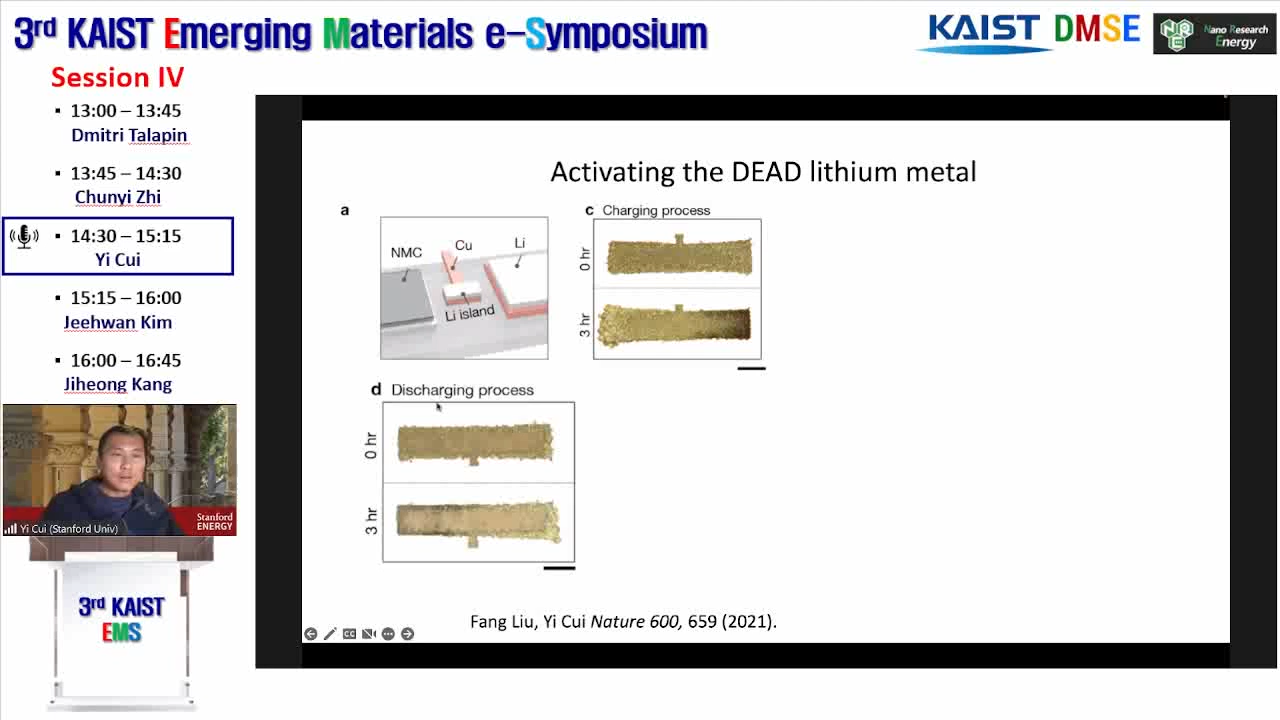 3rd KAIST Emerging Materials e-Symposium
KAIST DMSE
Nano Research
Energy
NRE
Session IV
13:00 – 13:45
Dmitri Talapin
13:45 – 14:30
Chunyi Zhi
14:30 – 15:15
Yi Cui
15:15 – 16:00
Jeehwan Kim
16:00 – 16:45
Jiheong Kang
Stanford
ENERGY
Yi Cui (Stanford Univ)
3rd KAIST
EMS
Activating the DEAD lithium metal
a
NMC
Cu
Li
Li island
c Charging process
0 hr
3 hr
d Discharging process
0 hr
3 hr
CC
Fang Liu, Yi Cui Nature 600, 659 (2021).